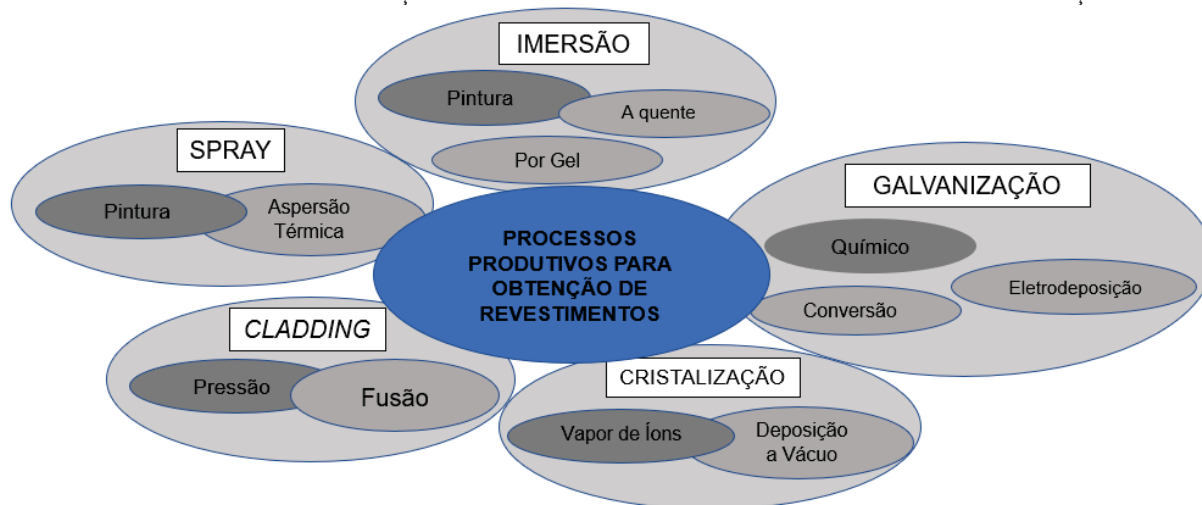 IMERSÃO
Pintura
A quente
Por Gel
SPRAY
Pintura
Aspersão
Térmica
GALVANIZAÇÃO
Químico
Eletrodeposição
Conversão
PROCESSOS
PRODUTIVOS PARA
OBTENÇÃO DE
REVESTIMENTOS
CLADDING
Pressão
Fusão
CRISTALIZAÇÃO
Vapor de Íons
Deposição
a Vácuo